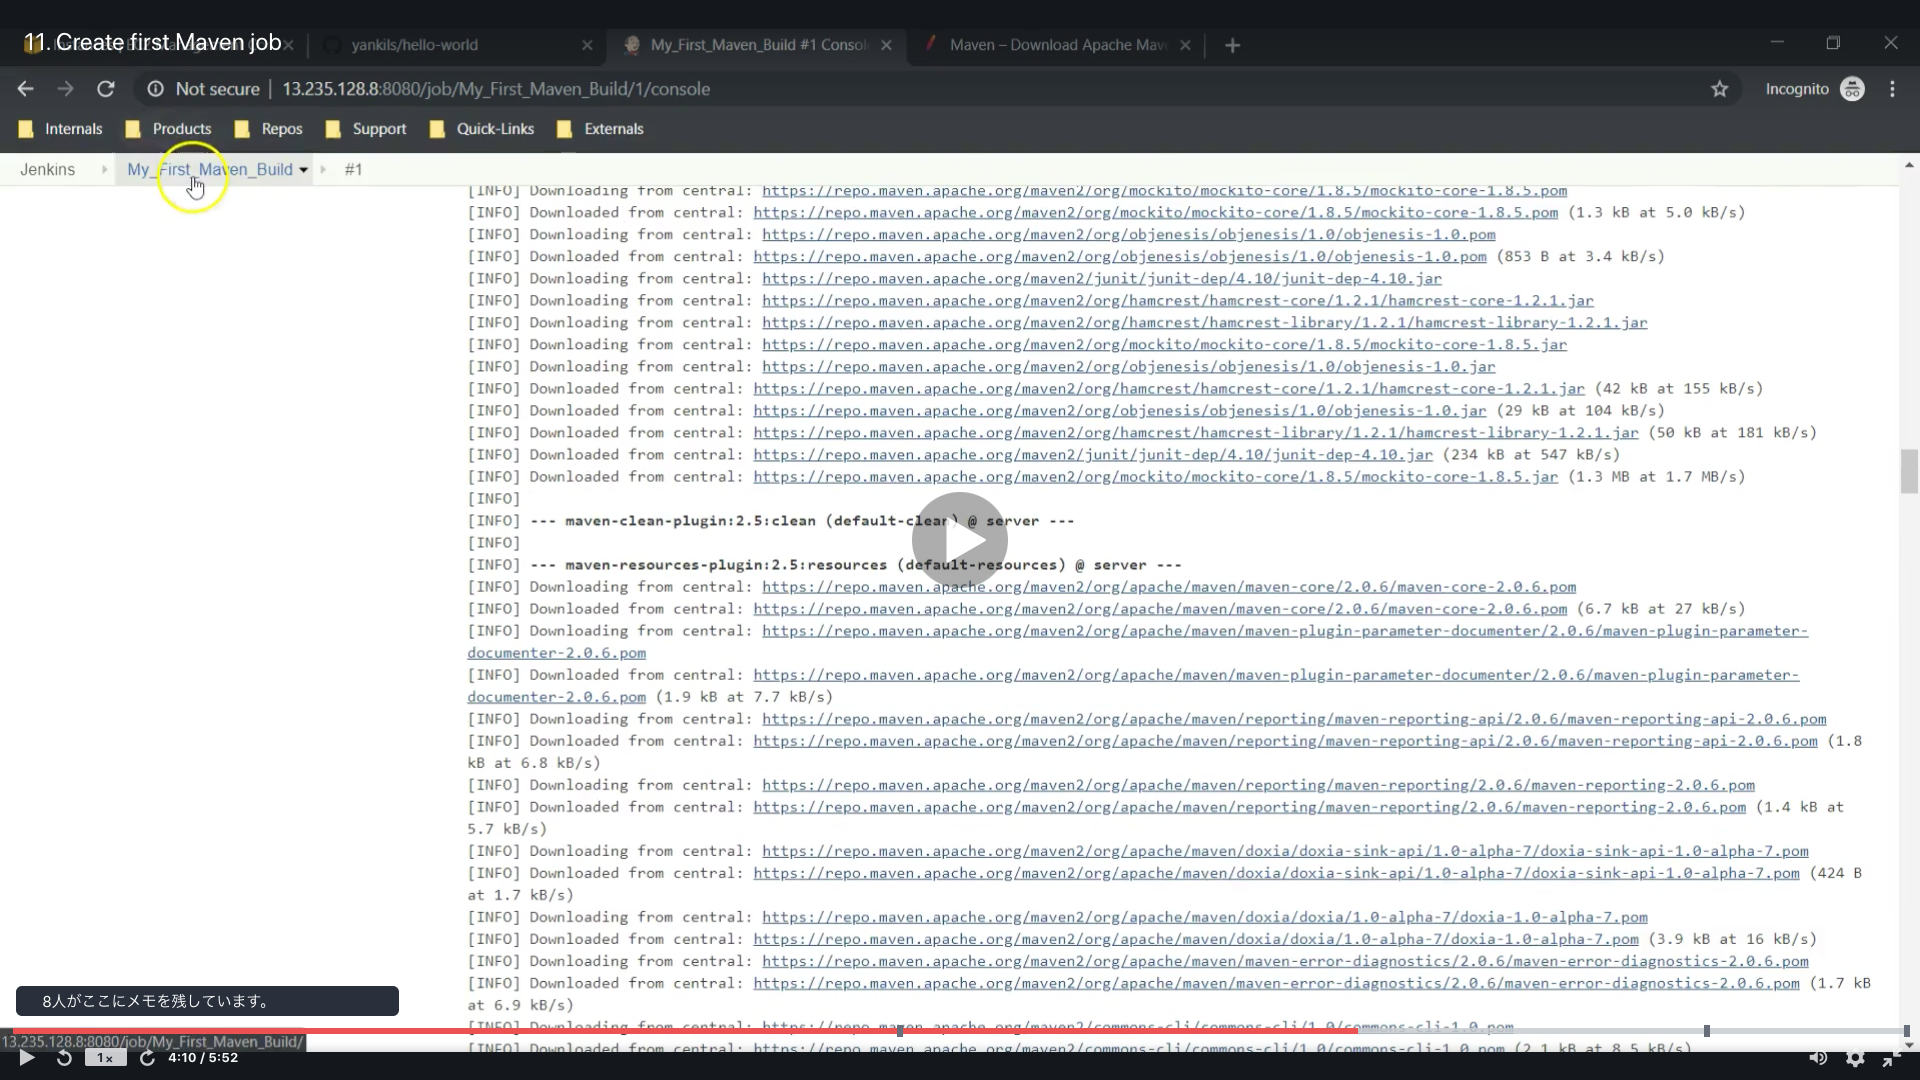 11. Create first Maven job
yankils/hello-world
My_First_Maven_Build #1 Conso
Maven – Download Apache Mav
Not secure
13.235.128.8:8080/job/My_First_Maven_Build/1/console
Incognito
Internals
Products
Repos
Support
Quick-Links
Externals
Jenkins
My_First_Maven_Build
#1
[INFO] Downloading from central: https://repo.maven.apache.org/maven2/org/mockito/mockito-core/1.8.5/mockito-core-1.8.5.pom
[INFO] Downloaded from central: https://repo.maven.apache.org/maven2/org/mockito/mockito-core/1.8.5/mockito-core-1.8.5.pom (1.3 kB at 5.0 kB/s)
[INFO] Downloading from central: https://repo.maven.apache.org/maven2/org/objenesis/objenesis/1.0/objenesis-1.0.pom
[INFO] Downloaded from central: https://repo.maven.apache.org/maven2/org/objenesis/objenesis/1.0/objenesis-1.0.pom (853 B at 3.4 kB/s)
[INFO] Downloading from central: https://repo.maven.apache.org/maven2/junit/junit-dep/4.10/junit-dep-4.10.jar
[INFO] Downloading from central: https://repo.maven.apache.org/maven2/org/hamcrest/hamcrest-core/1.2.1/hamcrest-core-1.2.1.jar
[INFO] Downloading from central: https://repo.maven.apache.org/maven2/org/hamcrest/hamcrest-library/1.2.1/hamcrest-library-1.2.1.jar
[INFO] Downloading from central: https://repo.maven.apache.org/maven2/org/mockito/mockito-core/1.8.5/mockito-core-1.8.5.jar
[INFO] Downloading from central: https://repo.maven.apache.org/maven2/org/objenesis/objenesis/1.0/objenesis-1.0.jar
[INFO] Downloaded from central: https://repo.maven.apache.org/maven2/org/hamcrest/hamcrest-core/1.2.1/hamcrest-core-1.2.1.jar (42 kB at 155 kB/s)
[INFO] Downloaded from central: https://repo.maven.apache.org/maven2/org/objenesis/objenesis/1.0/objenesis-1.0.jar (29 kB at 104 kB/s)
[INFO] Downloaded from central: https://repo.maven.apache.org/maven2/org/hamcrest/hamcrest-library/1.2.1/hamcrest-library-1.2.1.jar (50 kB at 181 kB/s)
[INFO] Downloaded from central: https://repo.maven.apache.org/maven2/junit/junit-dep/4.10/junit-dep-4.10.jar (234 kB at 547 kB/s)
[INFO] Downloaded from central: https://repo.maven.apache.org/maven2/org/mockito/mockito-core/1.8.5/mockito-core-1.8.5.jar (1.3 MB at 1.7 MB/s)
[INFO]
[INFO] --- maven-clean-plugin:2.5:clean (default-clean) @ server ---
[INFO]
[INFO] --- maven-resources-plugin:2.5:resources (default-resources) @ server ---
[INFO] Downloading from central: https://repo.maven.apache.org/maven2/org/apache/maven/maven-core/2.0.6/maven-core-2.0.6.pom
[INFO] Downloaded from central: https://repo.maven.apache.org/maven2/org/apache/maven/maven-core/2.0.6/maven-core-2.0.6.pom (6.7 kB at 27 kB/s)
[INFO] Downloading from central: https://repo.maven.apache.org/maven2/org/apache/maven/maven-plugin-parameter-documenter/2.0.6/maven-plugin-parameter-
documenter-2.0.6.pom
[INFO] Downloaded from central: https://repo.maven.apache.org/maven2/org/apache/maven/maven-plugin-parameter-documenter/2.0.6/maven-plugin-parameter-
documenter-2.0.6.pom (1.9 kB at 7.7 kB/s)
[INFO] Downloading from central: https://repo.maven.apache.org/maven2/org/apache/maven/reporting/maven-reporting-api/2.0.6/maven-reporting-api-2.0.6.pom
[INFO] Downloaded from central: https://repo.maven.apache.org/maven2/org/apache/maven/reporting/maven-reporting-api/2.0.6/maven-reporting-api-2.0.6.pom (1.8
kB at 6.8 kB/s)
[INFO] Downloading from central: https://repo.maven.apache.org/maven2/org/apache/maven/reporting/maven-reporting/2.0.6/maven-reporting-2.0.6.pom
[INFO] Downloaded from central: https://repo.maven.apache.org/maven2/org/apache/maven/reporting/maven-reporting/2.0.6/maven-reporting-2.0.6.pom (1.4 kB at
5.7 kB/s)
[INFO] Downloading from central: https://repo.maven.apache.org/maven2/org/apache/maven/doxia/doxia-sink-api/1.0-alpha-7/doxia-sink-api-1.0-alpha-7.pom
[INFO] Downloaded from central: https://repo.maven.apache.org/maven2/org/apache/maven/doxia/doxia-sink-api/1.0-alpha-7/doxia-sink-api-1.0-alpha-7.pom (424 B
at 1.7 kB/s)
[INFO] Downloading from central: https://repo.maven.apache.org/maven2/org/apache/maven/doxia/doxia/1.0-alpha-7/doxia-1.0-alpha-7.pom
[INFO] Downloaded from central: https://repo.maven.apache.org/maven2/org/apache/maven/doxia/doxia/1.0-alpha-7/doxia-1.0-alpha-7.pom (3.9 kB at 16 kB/s)
[INFO] Downloading from central: https://repo.maven.apache.org/maven2/org/apache/maven/maven-error-diagnostics/2.0.6/maven-error-diagnostics-2.0.6.pom
[INFO] Downloaded from central: https://repo.maven.apache.org/maven2/org/apache/maven/maven-error-diagnostics/2.0.6/maven-error-diagnostics-2.0.6.pom (1.7 kB
at 6.9 kB/s)
[INFO] Downloading from central: https://repo.maven.apache.org/maven2/commons-cli/commons-cli/1.0/commons-cli-1.0.pom
[INFO] Downloaded from central: https://repo.maven.apache.org/maven2/commons-cli/commons-cli/1.0/commons-cli-1.0.pom (2.1 kB at 8.5 kB/s)
8人がここにメモを残しています。
13.235.128.8:8080/job/My_First_Maven_Build/
1x
4:10 / 5:52